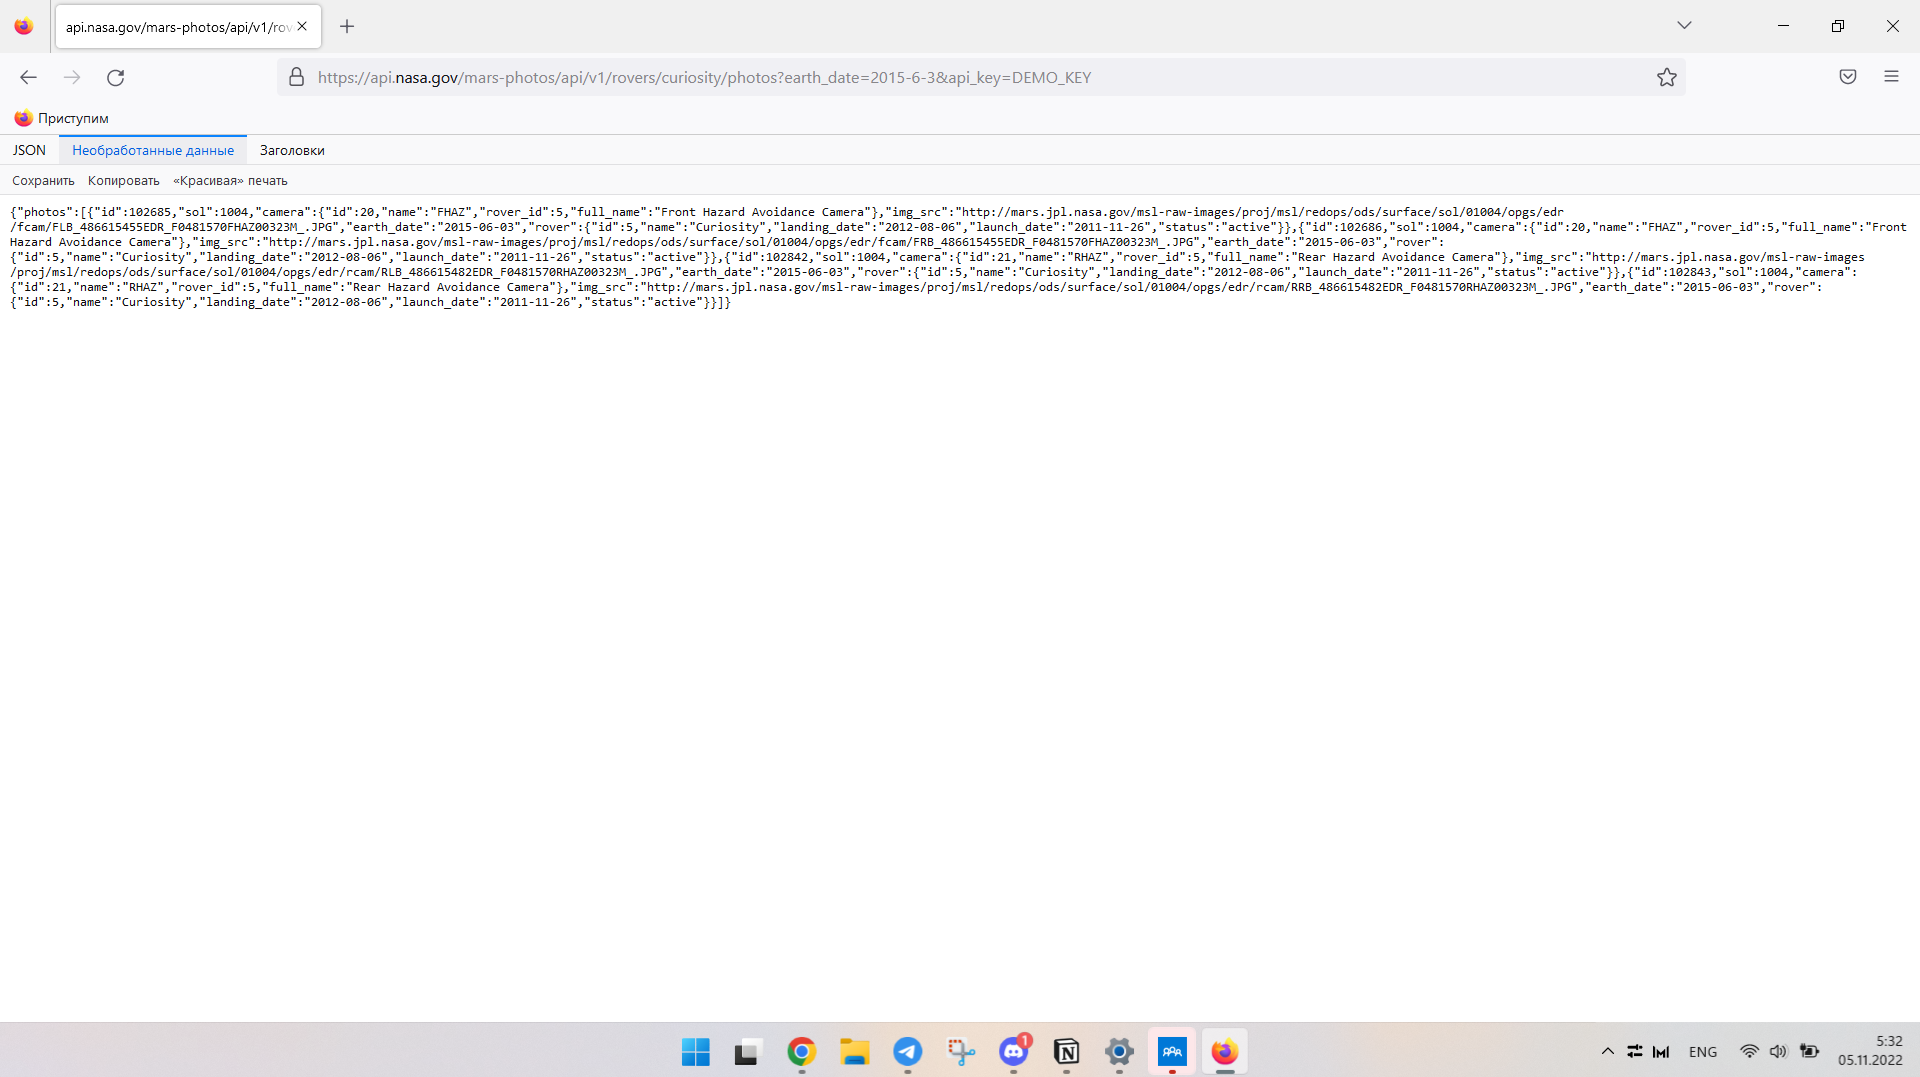 api.nasa.gov/mars-photos/api/v1/rov
https://api.nasa.gov/mars-photos/api/v1/rovers/curiosity/photos?earth_date=2015-6-3&api_key=DEMO_KEY
Приступим
JSON Необработанные данные Заголовки
Сохранить Копировать «Красивая» печать
{"photos":[{"id":102685,"sol":1004,"camera":{"id":20,"name":"FHAZ","rover_id":5,"full_name":"Front Hazard Avoidance Camera"},"img_src":"http://mars.jpl.nasa.gov/msl-raw-images/proj/msl/redops/ods/surface/sol/01004/opgs/edr
/fcam/FLB_486615455EDR_F0481570FHAZ00323M_.JPG","earth_date":"2015-06-03","rover":{"id":5,"name":"Curiosity","landing_date":"2012-08-06","launch_date":"2011-11-26","status":"active"}},{"id":102686,"sol":1004,"camera":{"id":20,"name":"FHAZ","rover_id":5,"full_name":"Front
Hazard Avoidance Camera"},"img_src":"http://mars.jpl.nasa.gov/msl-raw-images/proj/msl/redops/ods/surface/sol/01004/opgs/edr/fcam/FRB_486615455EDR_F0481570FHAZ00323M_.JPG","earth_date":"2015-06-03","rover":
{"id":5,"name":"Curiosity","landing_date":"2012-08-06","launch_date":"2011-11-26","status":"active"}},{"id":102842,"sol":1004,"camera":{"id":21,"name":"RHAZ","rover_id":5,"full_name":"Rear Hazard Avoidance Camera"},"img_src":"http://mars.jpl.nasa.gov/msl-raw-images
/proj/msl/redops/ods/surface/sol/01004/opgs/edr/rcam/RLB_486615482EDR_F0481570RHAZ00323M_.JPG","earth_date":"2015-06-03","rover":{"id":5,"name":"Curiosity","landing_date":"2012-08-06","launch_date":"2011-11-26","status":"active"}},{"id":102843,"sol":1004,"camera":
{"id":21,"name":"RHAZ","rover_id":5,"full_name":"Rear Hazard Avoidance Camera"},"img_src":"http://mars.jpl.nasa.gov/msl-raw-images/proj/msl/redops/ods/surface/sol/01004/opgs/edr/rcam/RRB_486615482EDR_F0481570RHAZ00323M_.JPG","earth_date":"2015-06-03","rover":
{"id":5,"name":"Curiosity","landing_date":"2012-08-06","launch_date":"2011-11-26","status":"active"}}]}
1
ENG
5:32
05.11.2022